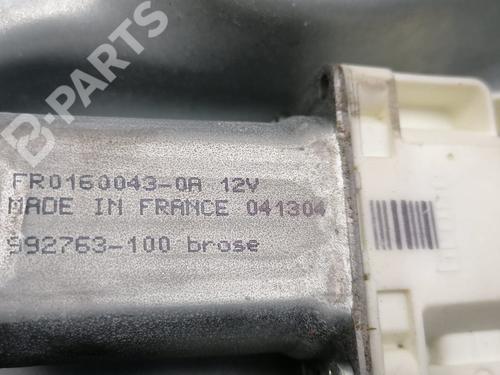 B-PARTS
FR0160043-0A 12V
MADE IN FRANCE 041304
992763-100 brose